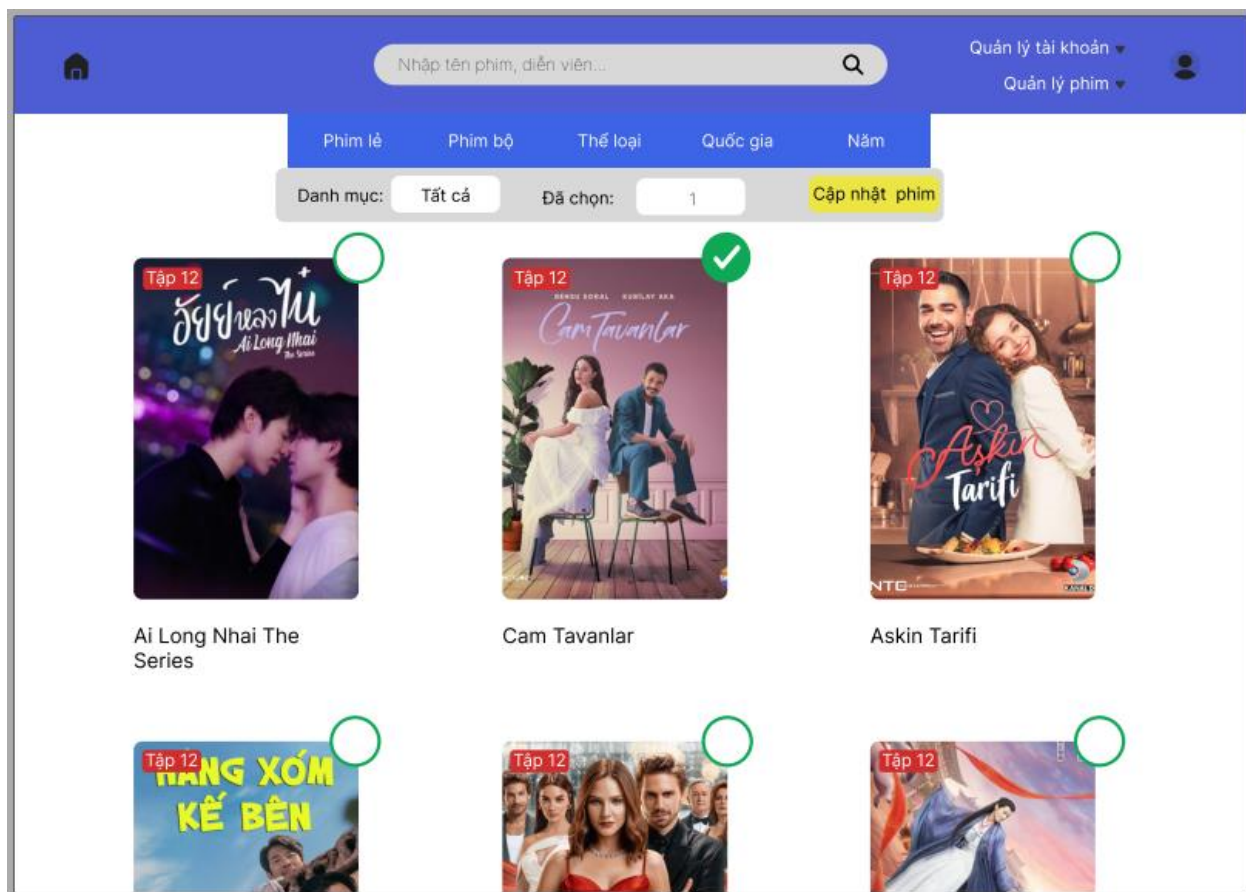 Nhập tên phim, diễn viên...
Quản lý tài khoản
Quản lý phim
Phim lẻ Phim bộ Thể loại Quốc gia Năm
Danh mục: Tất cả Đã chọn: 1 Cập nhật phim
Tập 12
Ai Long Nhai
The Series
Tập 12
KUBILAY AKA
Cam Tavanlar
Tập 12
Aşkın
Tarifi
KANAL D
Ai Long Nhai The
Series
Cam Tavanlar
Askin Tarifi
Tập 12
XÓM
KẾ BÊN
Tập 12
Tập 12